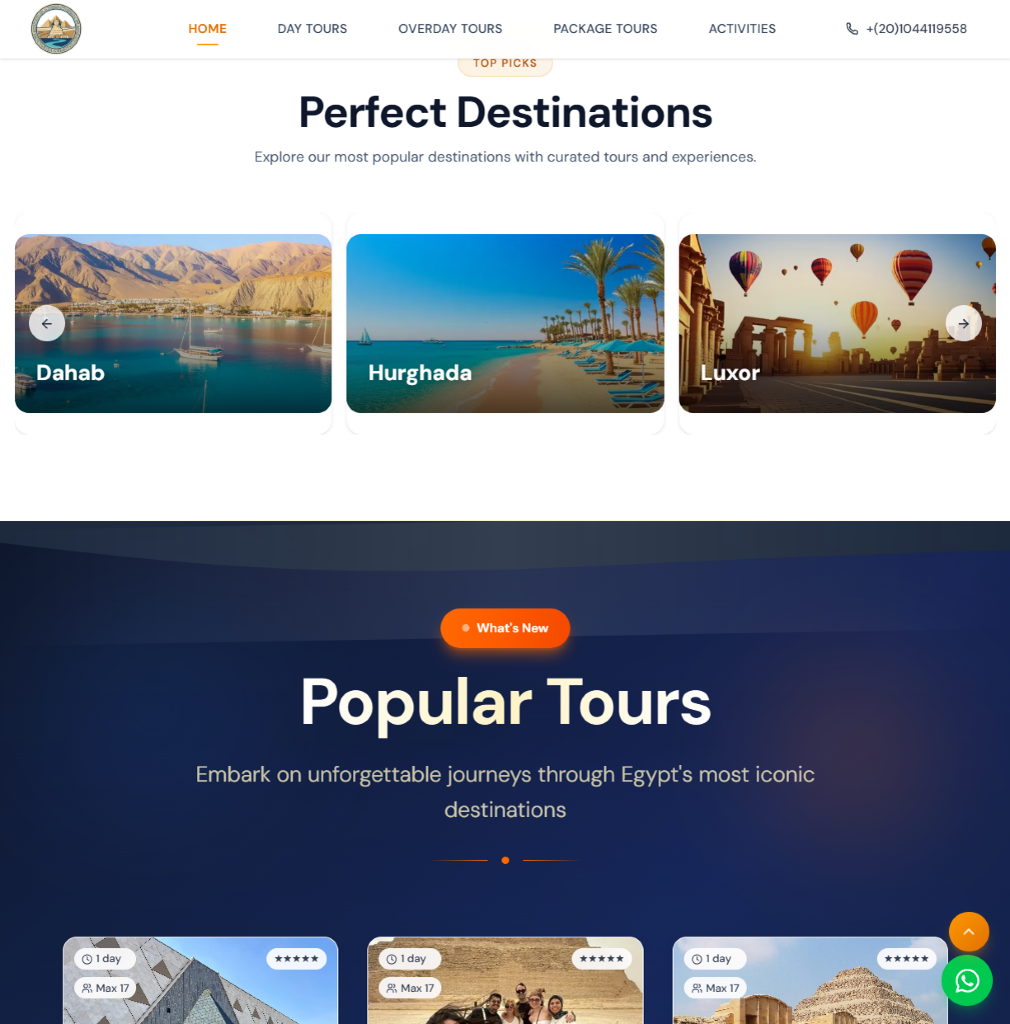 HOME
DAY TOURS
OVERDAY TOURS
PACKAGE TOURS
ACTIVITIES
+(20)1044119558
TOP PICKS
Perfect Destinations
Explore our most popular destinations with curated tours and experiences.
Dahab
Hurghada
Luxor
What's New
Popular Tours
Embark on unforgettable journeys through Egypt's most iconic
destinations
1 day
★★★★★
Max 17
1 day
★★★★★
Max 17
1 day
★★★★★
Max 17